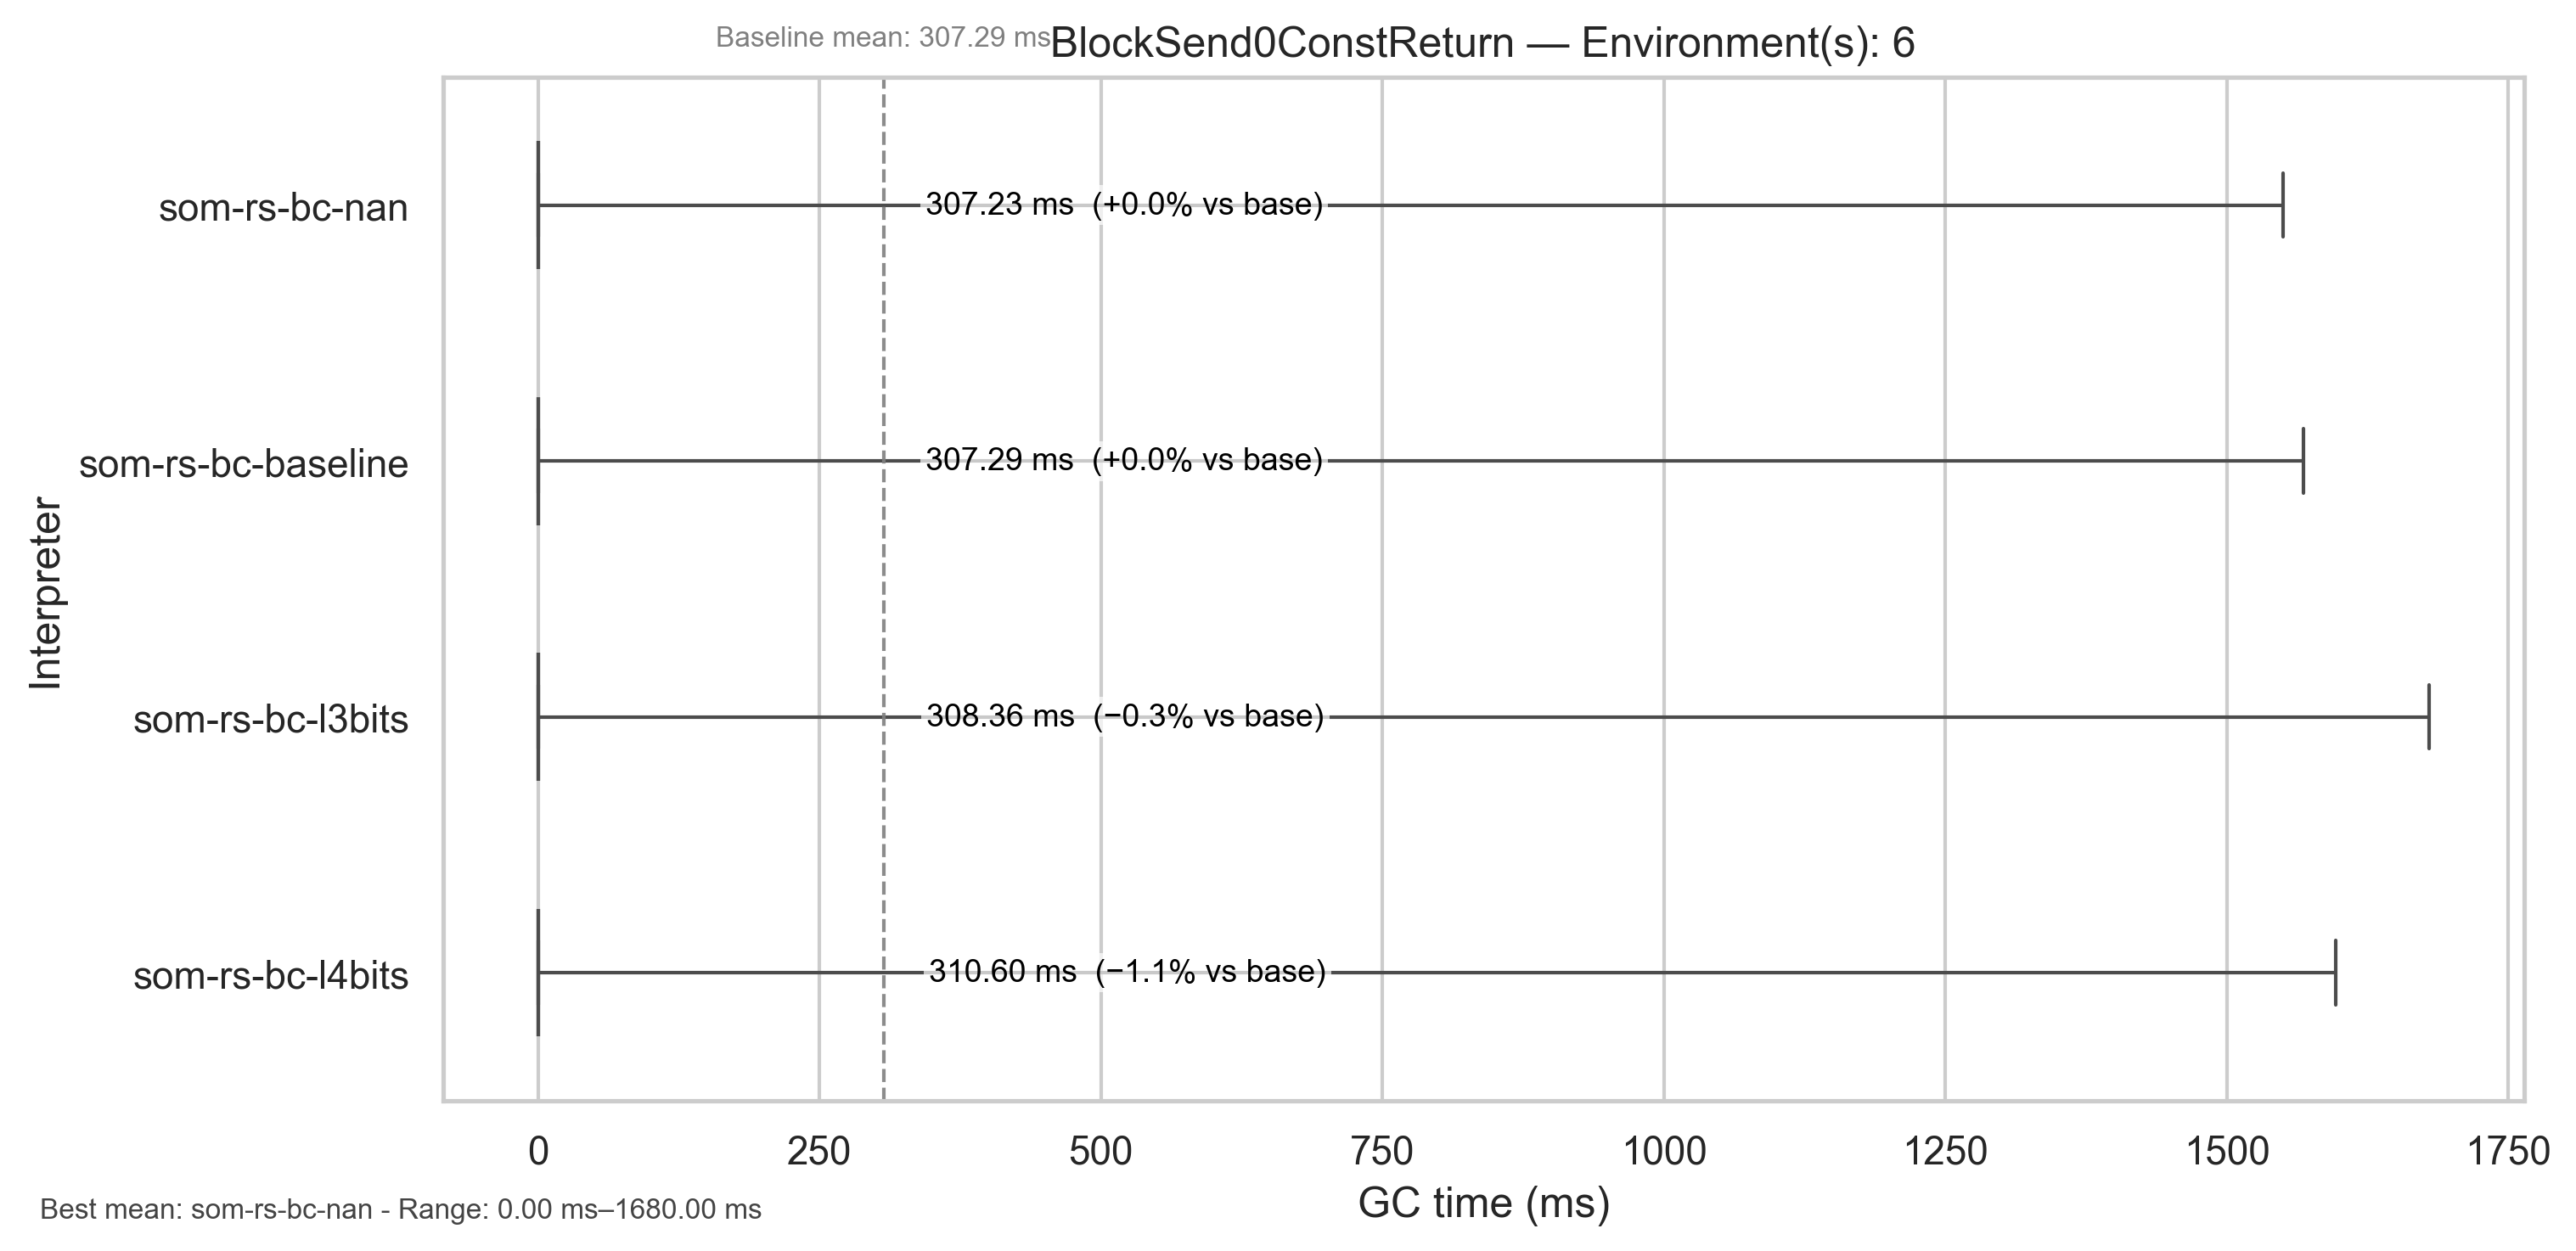 Baseline mean: 307.29 ms
BlockSend0ConstReturn — Environment(s): 6
Interpreter
som-rs-bc-nan
307.23 ms (+0.0% vs base)
som-rs-bc-baseline
307.29 ms (+0.0% vs base)
som-rs-bc-l3bits
308.36 ms (−0.3% vs base)
som-rs-bc-l4bits
310.60 ms (−1.1% vs base)
0 250 500 750 1000 1250 1500 1750
GC time (ms)
Best mean: som-rs-bc-nan - Range: 0.00 ms–1680.00 ms